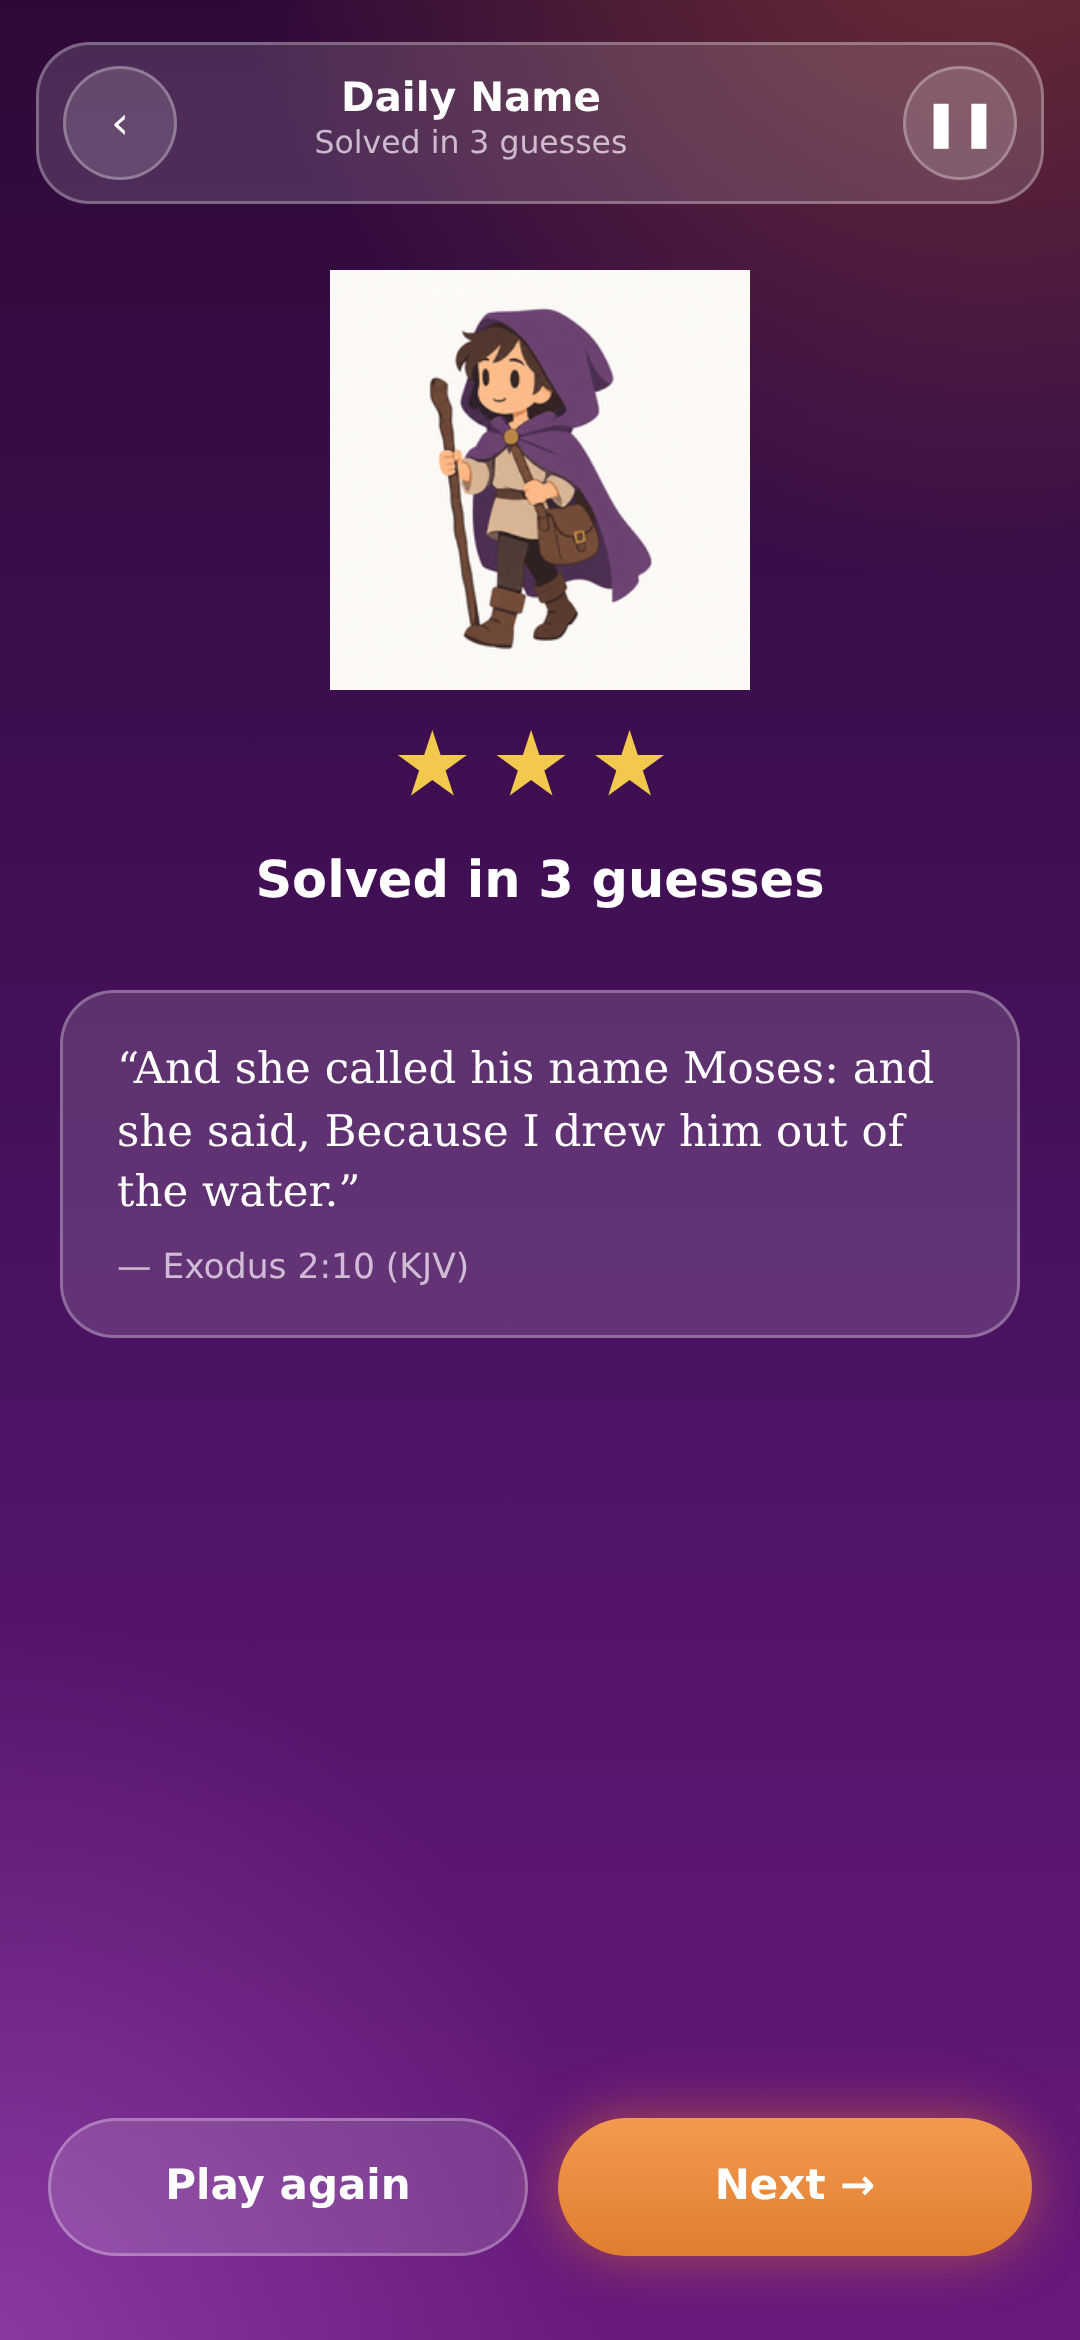 Daily Name
Solved in 3 guesses
Solved in 3 guesses
“And she called his name Moses: and
she said, Because I drew him out of
the water.”
— Exodus 2:10 (KJV)
Play again
Next →